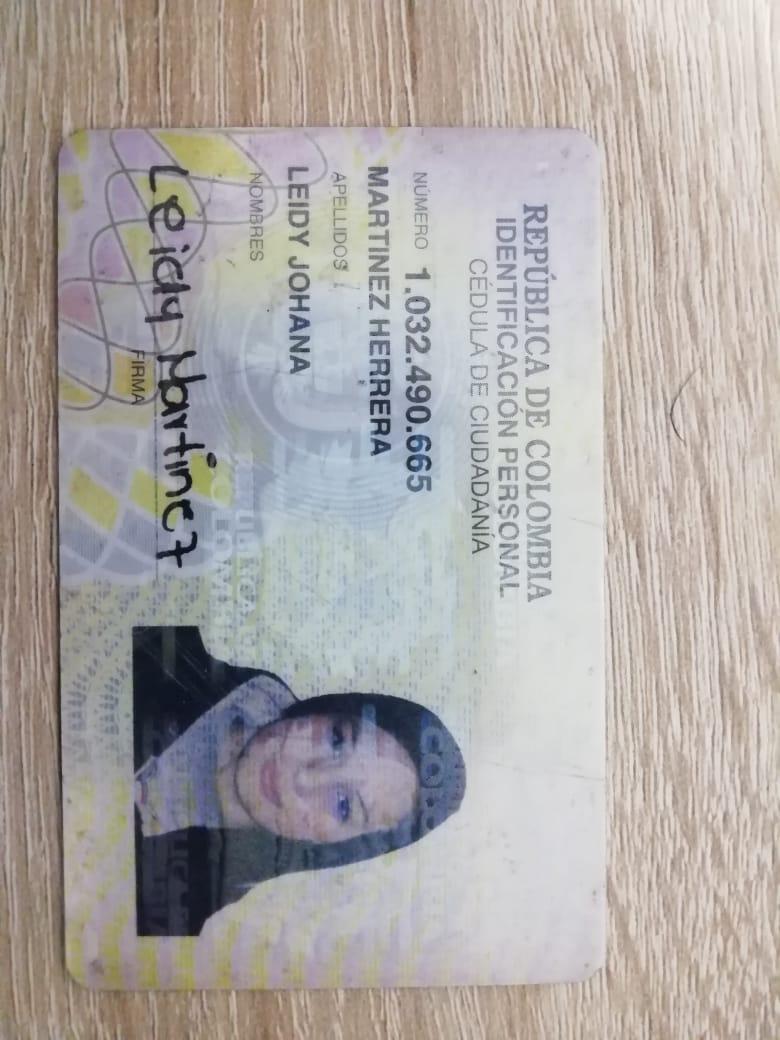 REPÚBLICA DE COLOMBIA
IDENTIFICACIÓN PERSONAL
CÉDULA DE CIUDADANÍA
NÚMERO 1.032.490.665
MARTINEZ HERRERA
APELLIDOS
LEIDY JOHANA
NOMBRES
Leidy Martinez
FIRMA